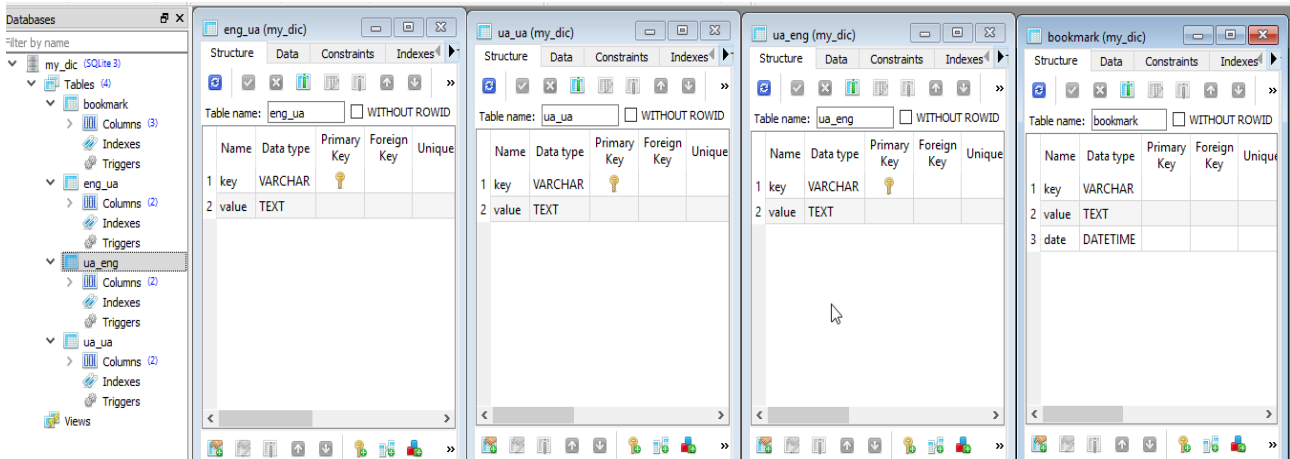 Databases
Filter by name
my_dic (SQLite 3)
Tables (4)
bookmark
Columns (3)
Indexes
Triggers
eng_ua
Columns (2)
Indexes
Triggers
ua_eng
Columns (2)
Indexes
Triggers
ua_ua
Columns (2)
Indexes
Triggers
Views
eng_ua (my_dic)
Structure Data Constraints Indexes
»
Table name: eng_ua WITHOUT ROWID
Name Data type Primary Key Foreign Key Unique
1 key VARCHAR
2 value TEXT
»
ua_ua (my_dic)
Structure Data Constraints Indexes
»
Table name: ua_ua WITHOUT ROWID
Name Data type Primary Key Foreign Key Unique
1 key VARCHAR
2 value TEXT
»
ua_eng (my_dic)
Structure Data Constraints Indexes
»
Table name: ua_eng WITHOUT ROWID
Name Data type Primary Key Foreign Key Unique
1 key VARCHAR
2 value TEXT
»
bookmark (my_dic)
Structure Data Constraints Indexes
»
Table name: bookmark WITHOUT ROWID
Name Data type Primary Key Foreign Key Unique
1 key VARCHAR
2 value TEXT
3 date DATETIME
»